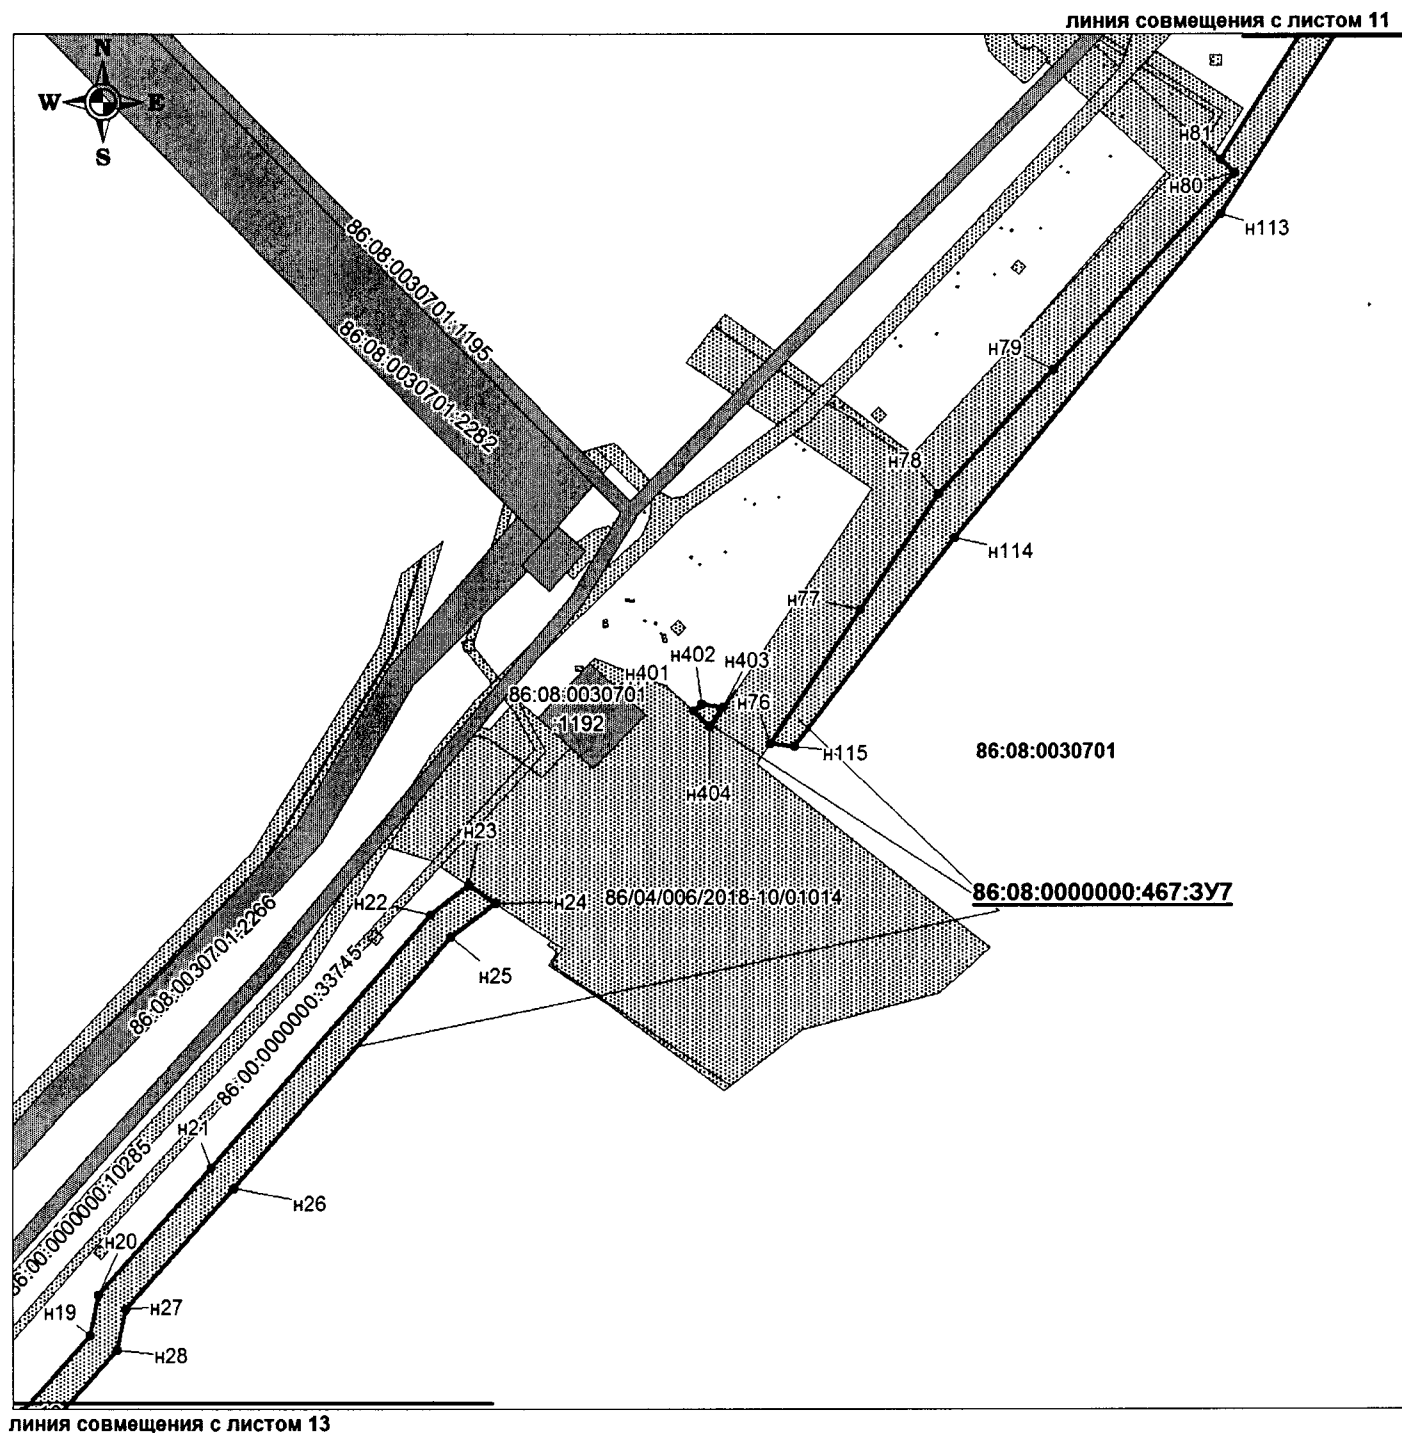 линия совмещения с листом 11
N
W E
S
н81
н80
н113
86:08:0030701:1195
86:08:0030701:2282
н79
н78
н114
н77
н402
н403
н401
86:08:0030701
:1192
н76
н115
86:08:0030701
н404
н23
86:08:0000000:467:ЗУ7
н22
н24
86/04/006/2018-10/01014
н25
86:08:0030701:2266
86:00:0000000:33745
н21
86:00:0000000:10285
н26
н20
н19
н27
н28
линия совмещения с листом 13